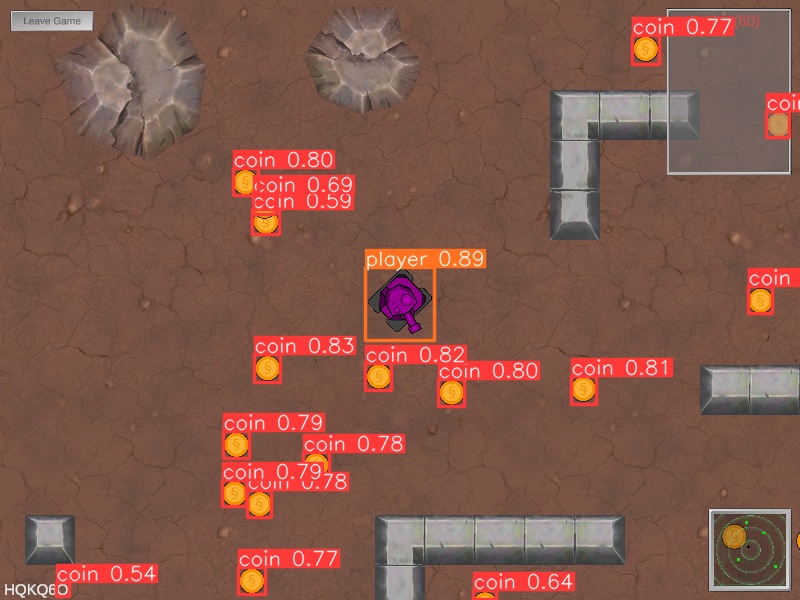 Leave Game
coin 0.77
(60)
coin
coin 0.80
coin 0.69
coin 0.59
player 0.89
coin
coin 0.83
coin 0.82
coin 0.80
coin 0.81
coin 0.79
coin 0.78
coin 0.79
coin 0.78
coin 0.77
coin 0.54
coin 0.64